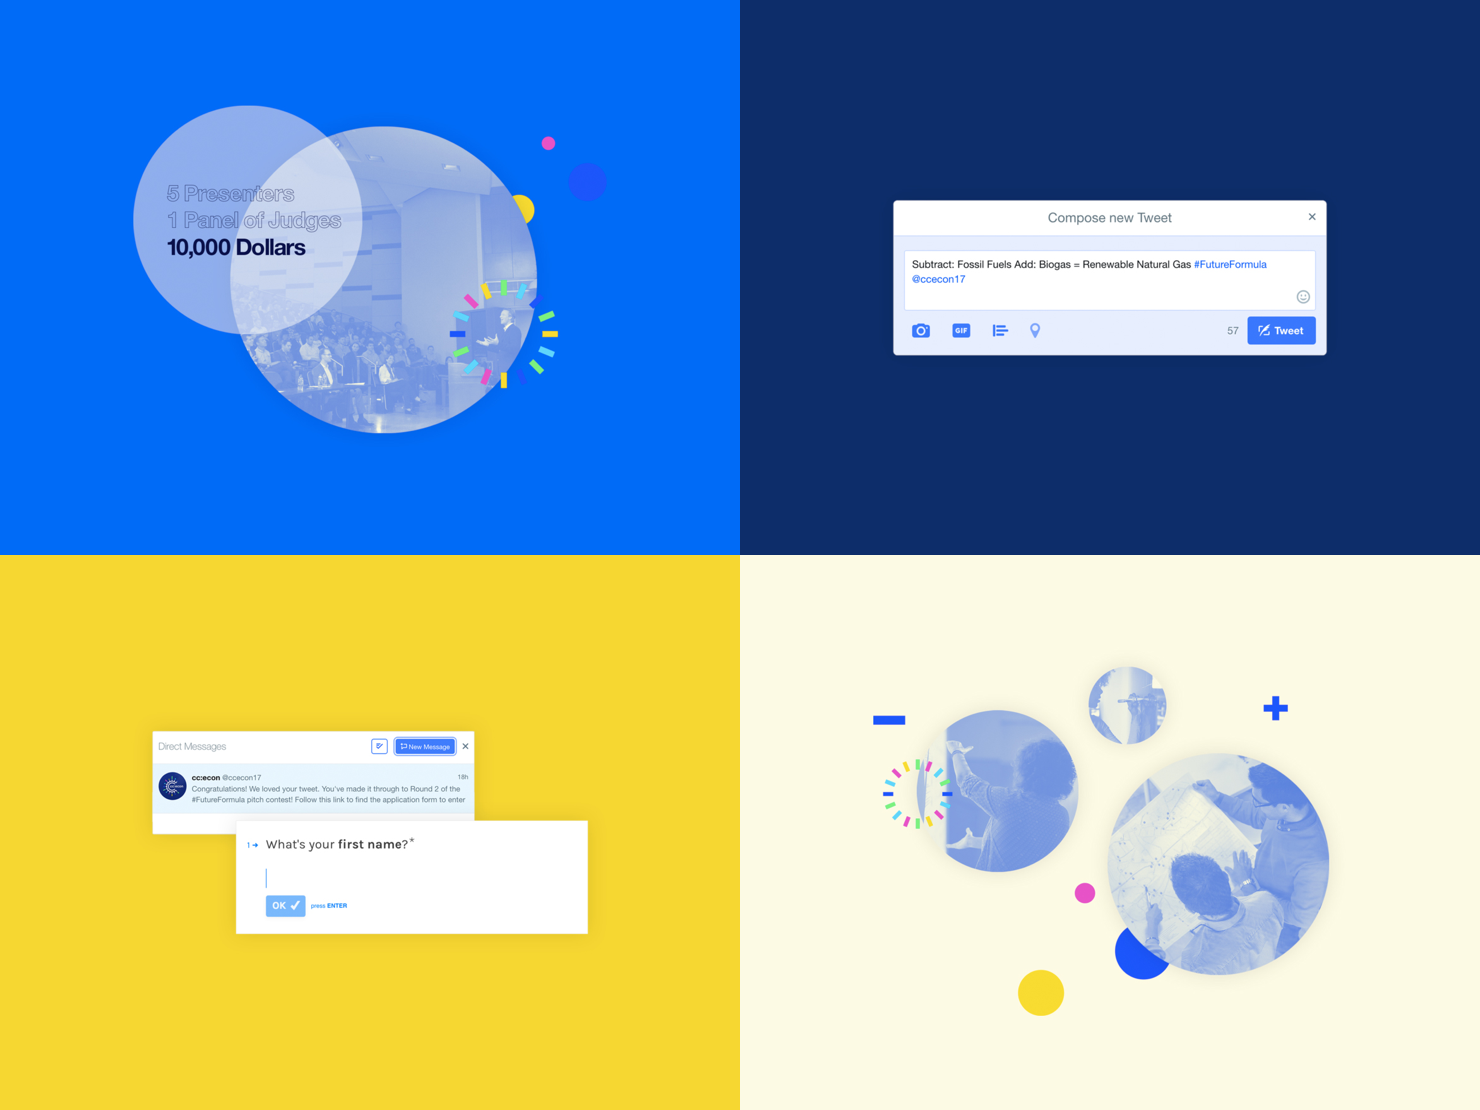 5 Presenters
1 Panel of Judges
10,000 Dollars
Compose new Tweet
Subtract: Fossil Fuels Add: Biogas = Renewable Natural Gas #FutureFormula
@ccecon17
GIF
57
Tweet
Direct Messages
New Message
cc:econ @ccecon17
18h
Congratulations! We loved your tweet. You've made it through to Round 2 of the
#FutureFormula pitch contest! Follow this link to find the application form to enter
1
What's your first name?*
OK
press ENTER